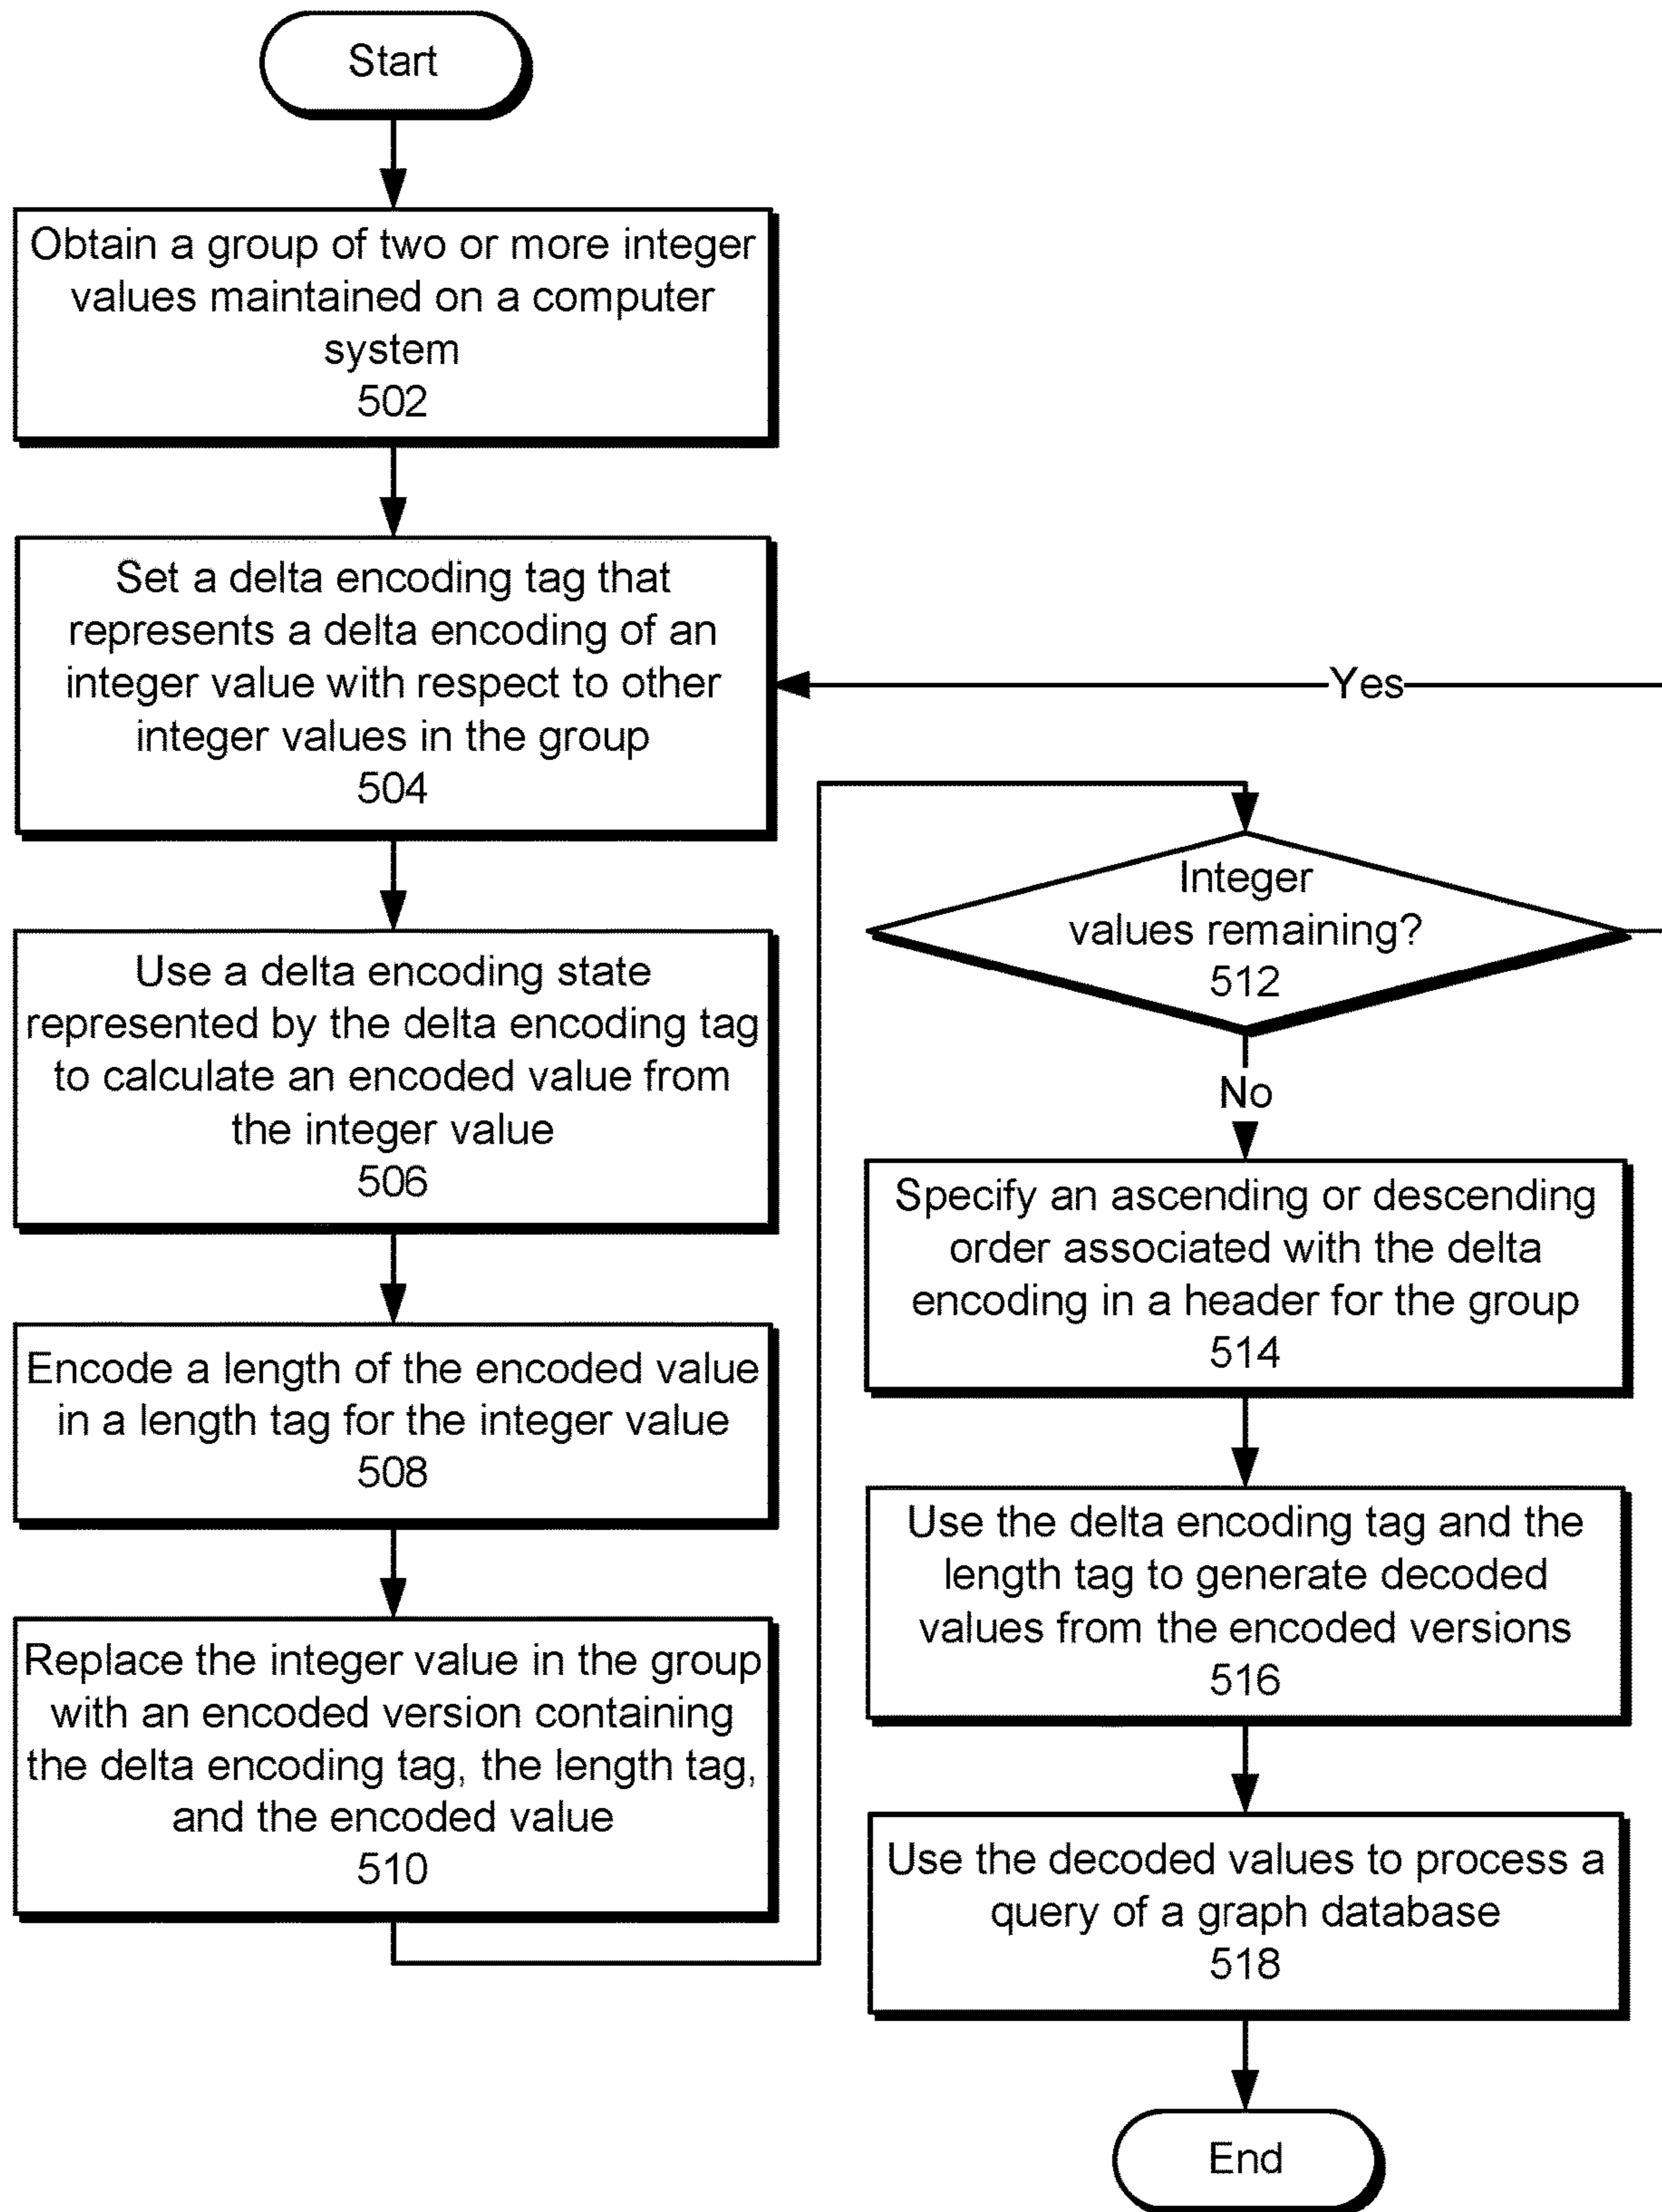 Start
Obtain a group of two or more integer
values maintained on a computer
system
502
Set a delta encoding tag that
represents a delta encoding of an
integer value with respect to other
integer values in the group
504
Use a delta encoding state
represented by the delta encoding tag
to calculate an encoded value from
the integer value
506
Encode a length of the encoded value
in a length tag for the integer value
508
Replace the integer value in the group
with an encoded version containing
the delta encoding tag, the length tag,
and the encoded value
510
Yes
Integer
values remaining?
512
No
Specify an ascending or descending
order associated with the delta
encoding in a header for the group
514
Use the delta encoding tag and the
length tag to generate decoded
values from the encoded versions
516
Use the decoded values to process a
query of a graph database
518
End